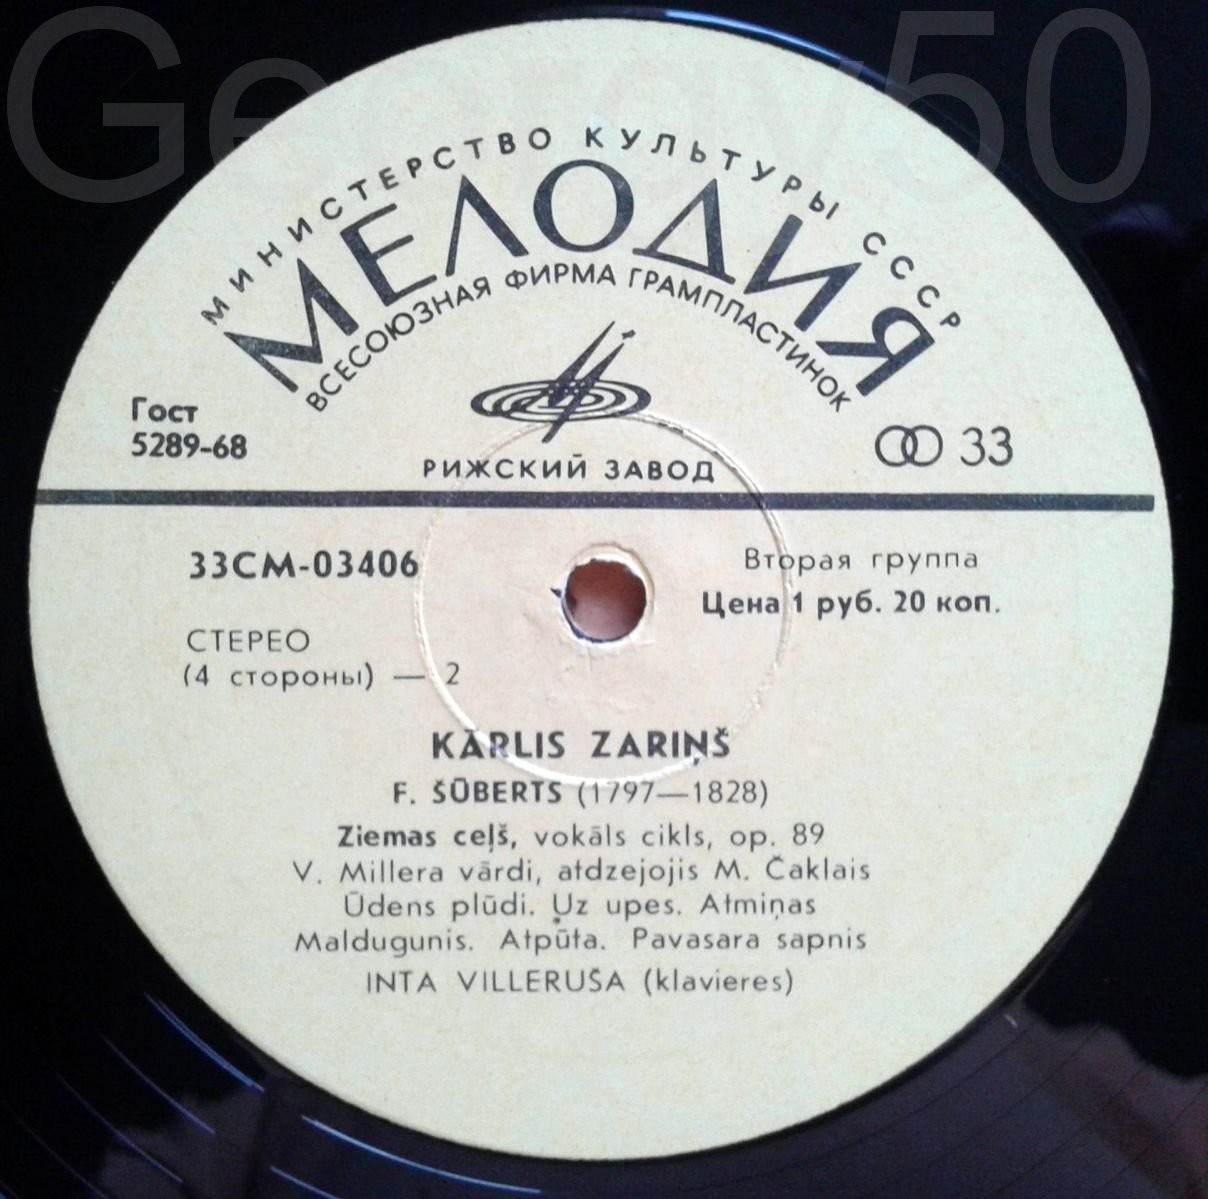 Georgy50
МИНИСТЕРСТВО КУЛЬТУРЫ СССР
МЕЛОДИЯ
ВСЕСОЮЗНАЯ ФИРМА ГРАМПЛАСТИНОК
Гост
5289-68
33
РИЖСКИЙ ЗАВОД
33СМ-03406
Вторая группа
Цена 1 руб. 20 коп.
СТЕРЕО
(4 стороны) — 2
KĀRLIS ZARIŅŠ
F. ŠŪBERTS (1797—1828)
Ziemas ceļš, vokāls cikls, op. 89
V. Millera vārdi, atdzejojis M. Čaklais
Ūdens plūdi. Uz upes. Atmiņas
Maldugunis. Atpūta. Pavasara sapnis
INTA VILLERUŠA (klavieres)